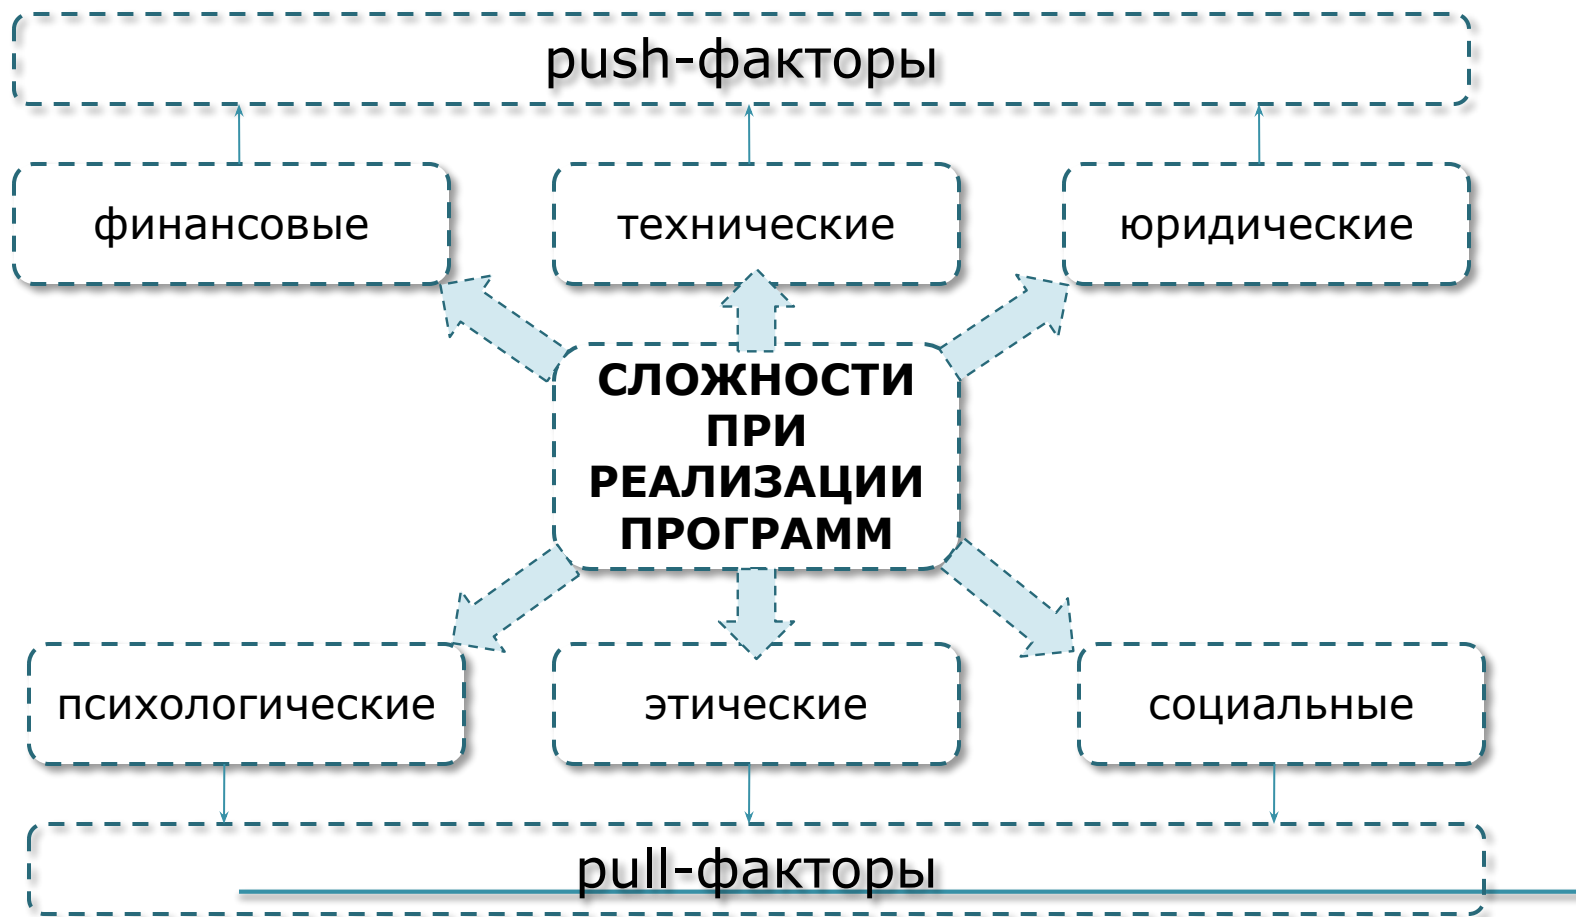 push-факторы
финансовые
технические
юридические
СЛОЖНОСТИ
ПРИ
РЕАЛИЗАЦИИ
ПРОГРАММ
психологические
этические
социальные
pull-факторы